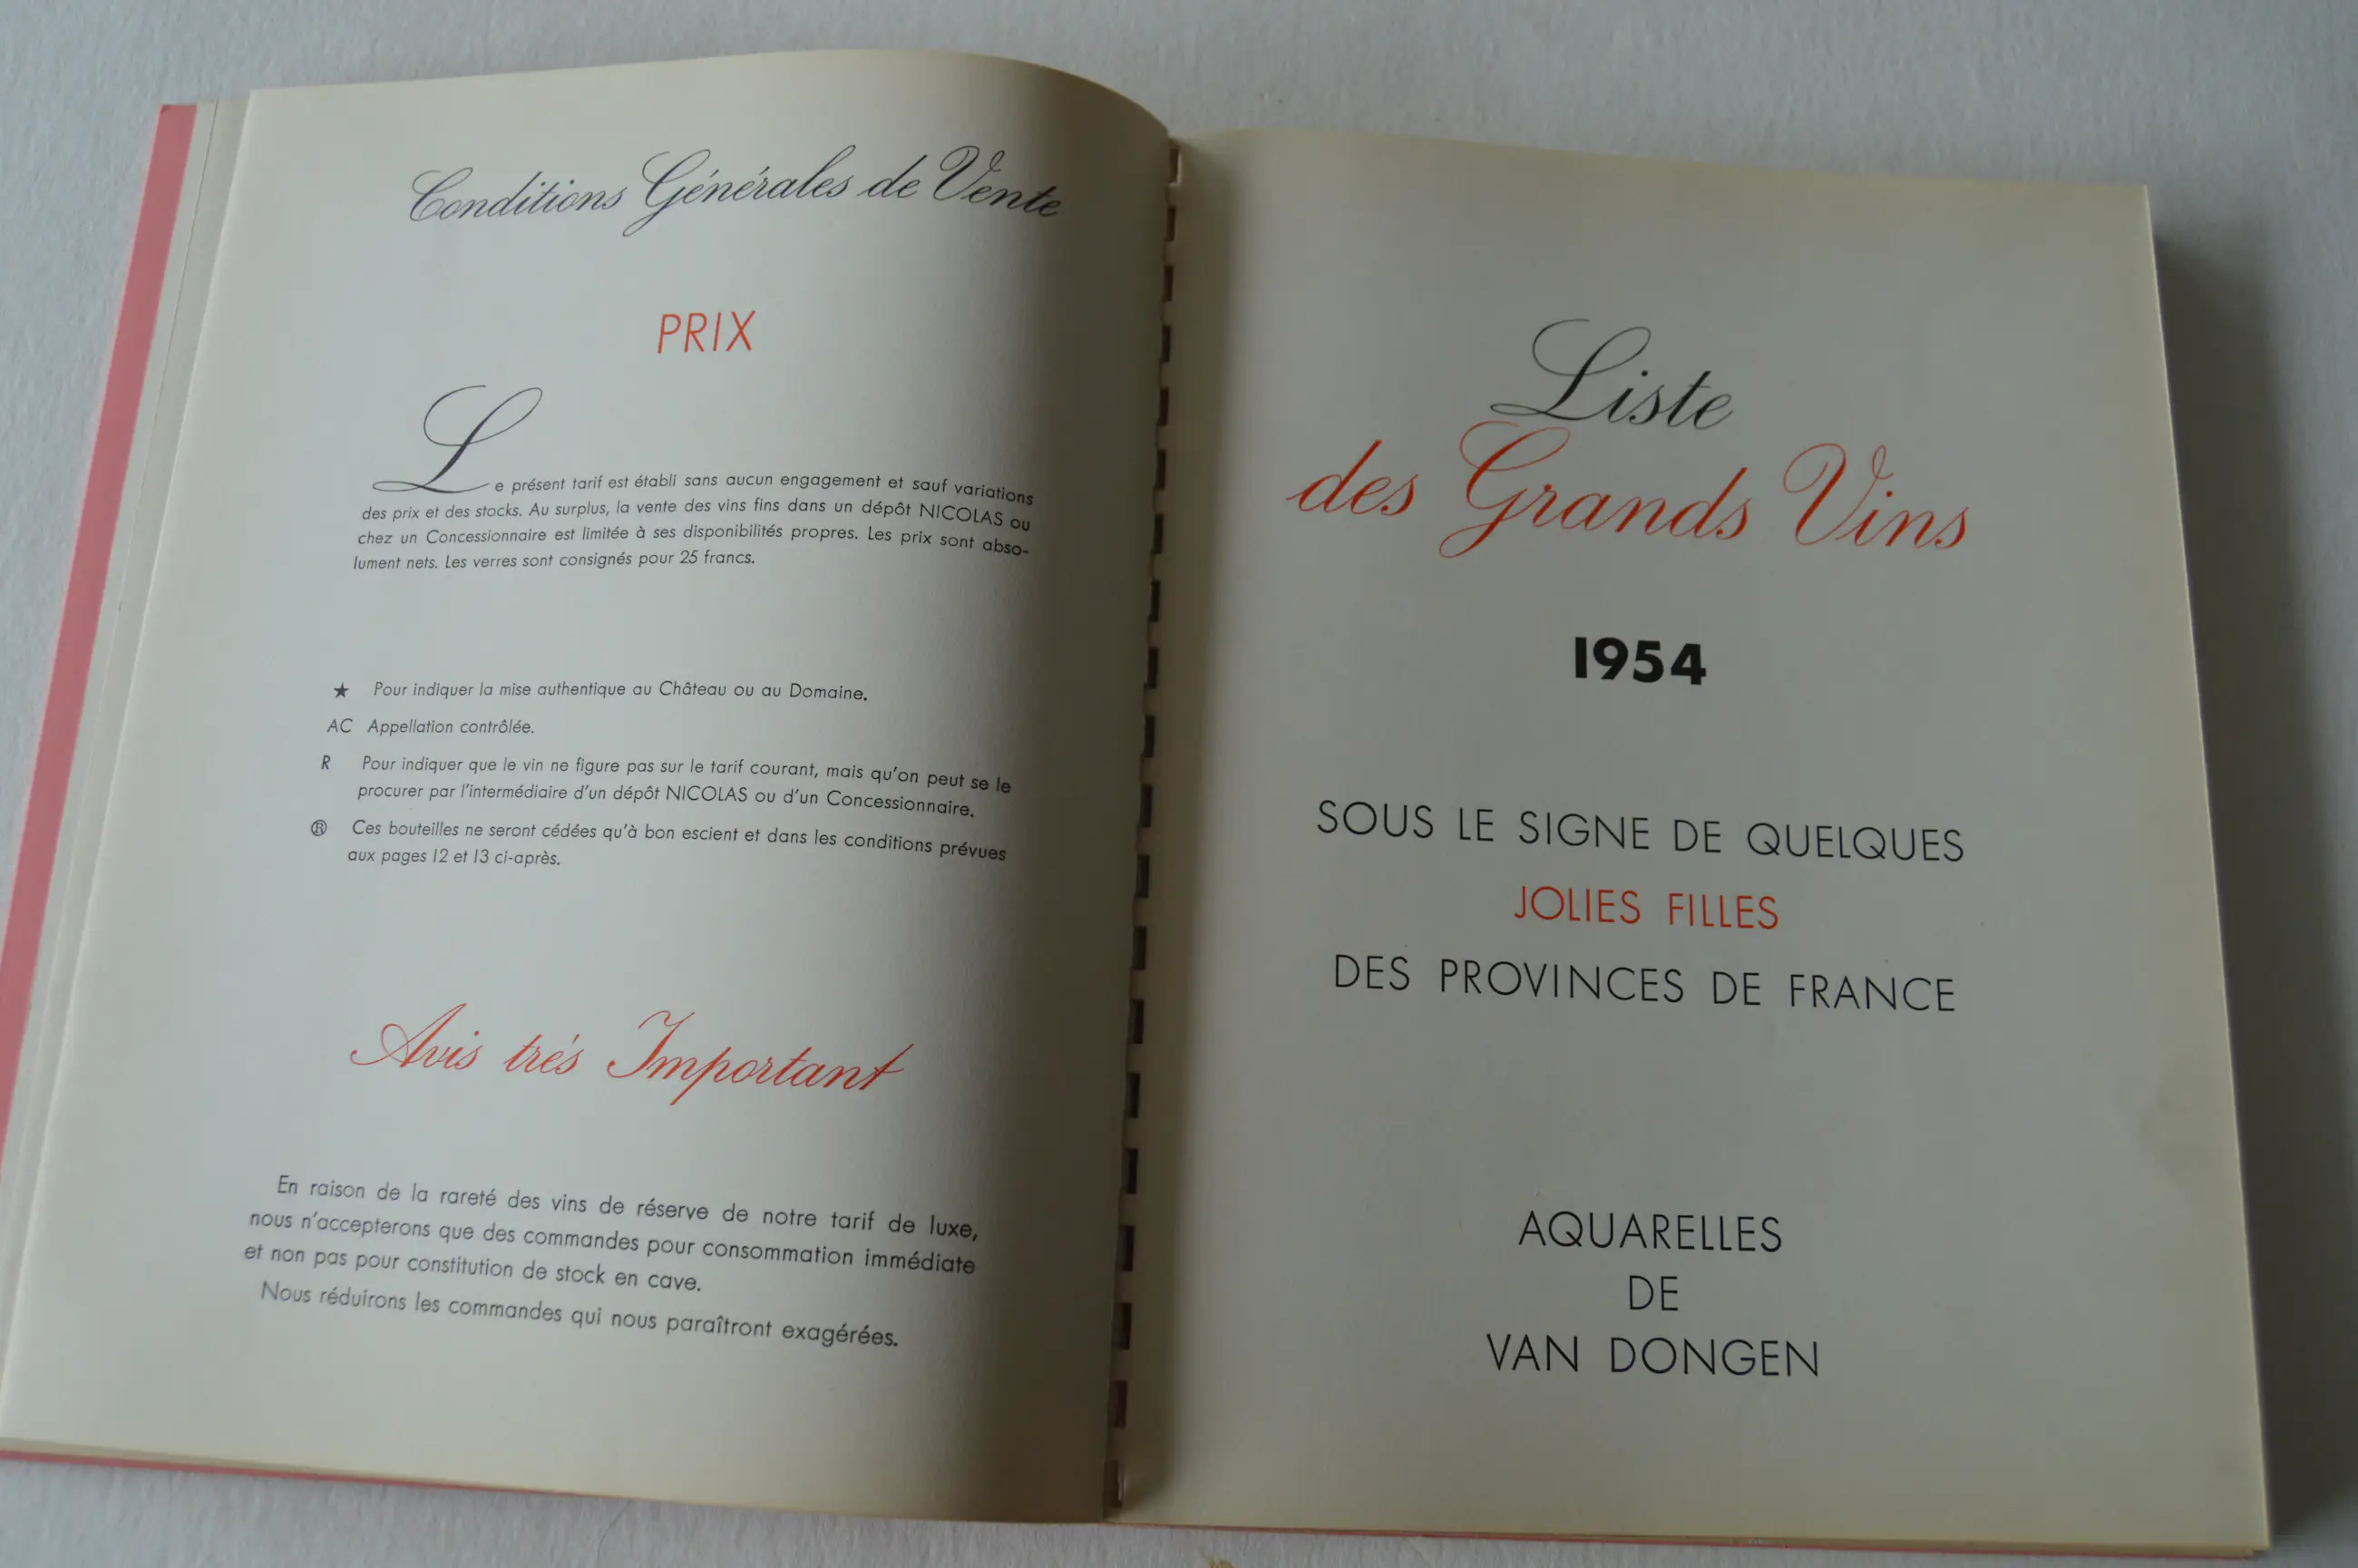 Conditions Générales de Vente
PRIX
Le présent tarif est établi sans aucun engagement et sauf variations
des prix et des stocks. Au surplus, la vente des vins fins dans un dépôt NICOLAS ou
chez un Concessionnaire est limitée à ses disponibilités propres. Les prix sont abso-
lument nets. Les verres sont consignés pour 25 francs.
★ Pour indiquer la mise authentique au Château ou au Domaine.
AC Appellation contrôlée.
R Pour indiquer que le vin ne figure pas sur le tarif courant, mais qu'on peut se le
procurer par l'intermédiaire d'un dépôt NICOLAS ou d'un Concessionnaire.
® Ces bouteilles ne seront cédées qu'à bon escient et dans les conditions prévues
aux pages 12 et 13 ci-après.
Avis trés Important
En raison de la rareté des vins de réserve de notre tarif de luxe,
nous n'accepterons que des commandes pour consommation immédiate
et non pas pour constitution de stock en cave.
Nous réduirons les commandes qui nous paraîtront exagérées.
Liste
des Grands Vins
1954
SOUS LE SIGNE DE QUELQUES
JOLIES FILLES
DES PROVINCES DE FRANCE
AQUARELLES
DE
VAN DONGEN